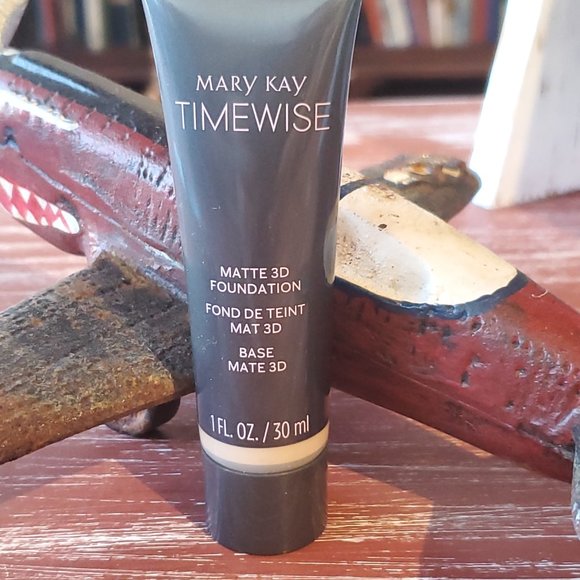 MARY KAY
TIMEWISE
MATTE 3D
FOUNDATION
FOND DE TEINT
MAT 3D
BASE
MATE 3D
1 FL. OZ. / 30 ml